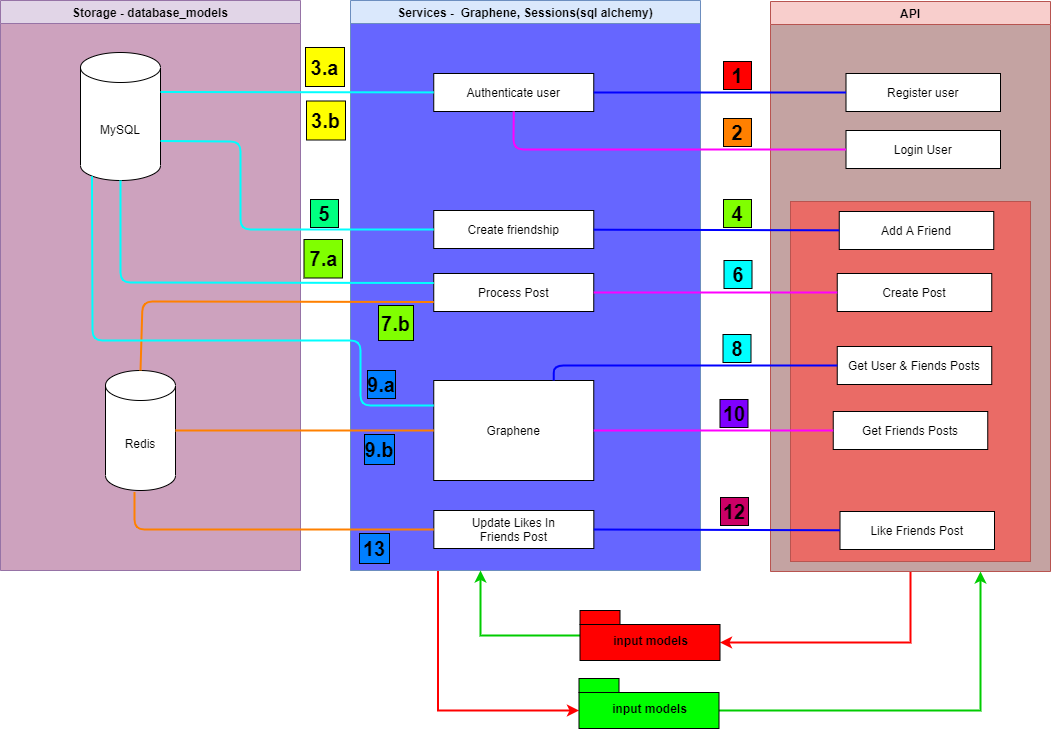 Storage - database_models
Services - Graphene, Sessions(sql alchemy)
API
3.a
1
MySQL
Authenticate user
Register user
3.b
2
Login User
5
4
Create friendship
Add A Friend
7.a
6
Process Post
Create Post
7.b
8
Get User & Fiends Posts
9.a
10
Redis
Graphene
Get Friends Posts
9.b
12
Update Likes In
Friends Post
Like Friends Post
13
input models
input models